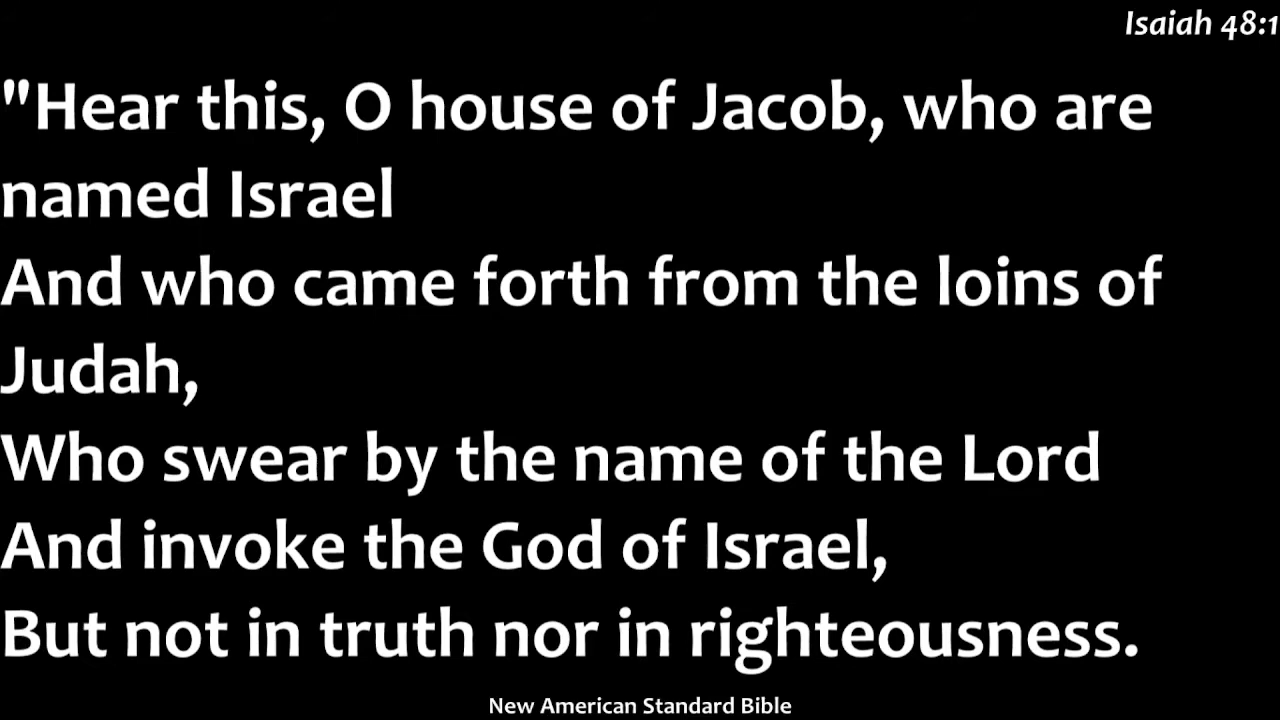 Isaiah 48:1
"Hear this, O house of Jacob, who are
named Israel
And who came forth from the loins of
Judah,
Who swear by the name of the Lord
And invoke the God of Israel,
But not in truth nor in righteousness.
New American Standard Bible